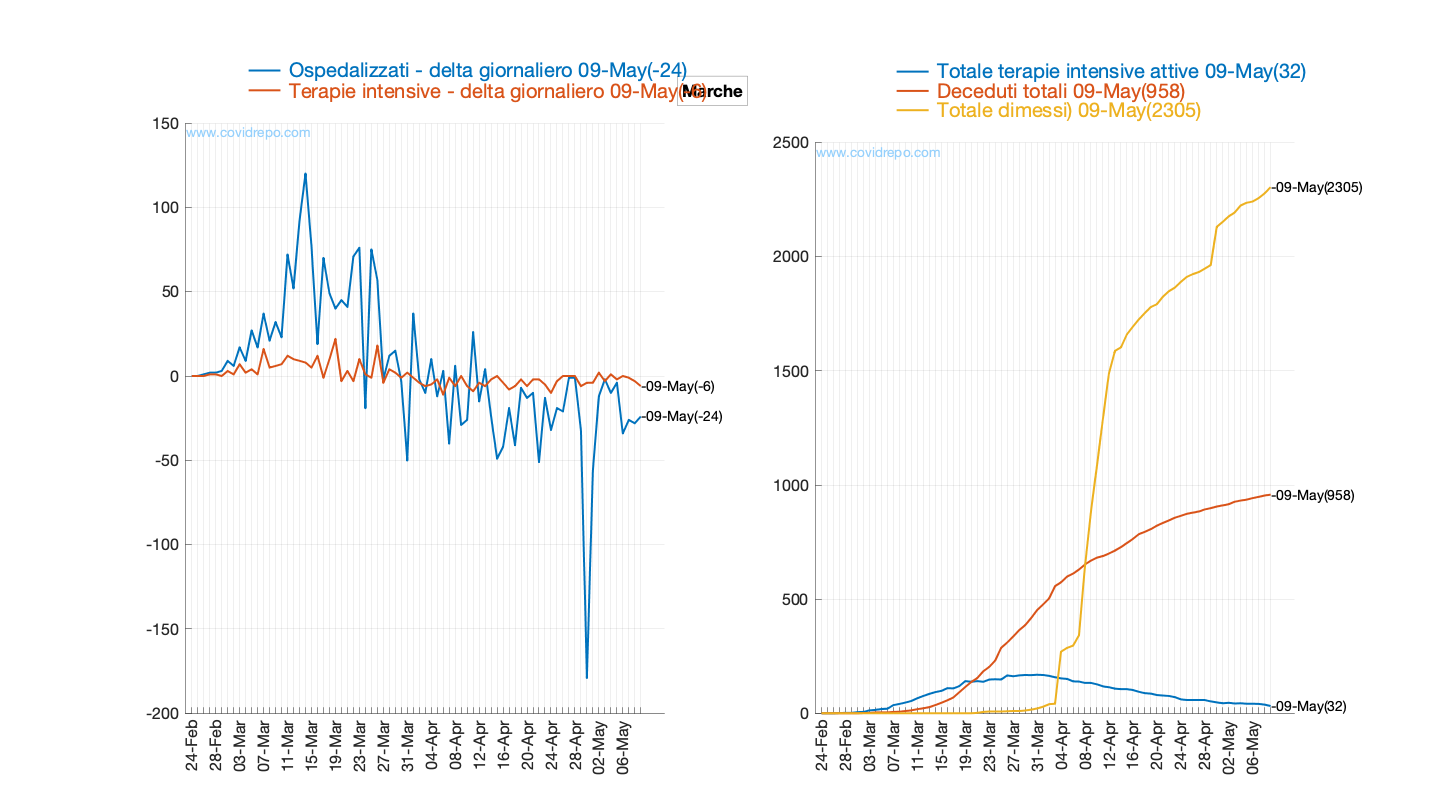 Ospedalizzati - delta giornaliero 09-May(-24)
Terapie intensive - delta giornaliero 09-May(-6)
Marche
www.covidrepo.com
150
100
50
0
-50
-100
-150
-200
-09-May(-6)
-09-May(-24)
24-Feb
28-Feb
03-Mar
07-Mar
11-Mar
15-Mar
19-Mar
23-Mar
27-Mar
31-Mar
04-Apr
08-Apr
12-Apr
16-Apr
20-Apr
24-Apr
28-Apr
02-May
06-May
Totale terapie intensive attive 09-May(32)
Deceduti totali 09-May(958)
Totale dimessi) 09-May(2305)
www.covidrepo.com
2500
2000
1500
1000
500
0
-09-May(2305)
-09-May(958)
-09-May(32)
24-Feb
28-Feb
03-Mar
07-Mar
11-Mar
15-Mar
19-Mar
23-Mar
27-Mar
31-Mar
04-Apr
08-Apr
12-Apr
16-Apr
20-Apr
24-Apr
28-Apr
02-May
06-May